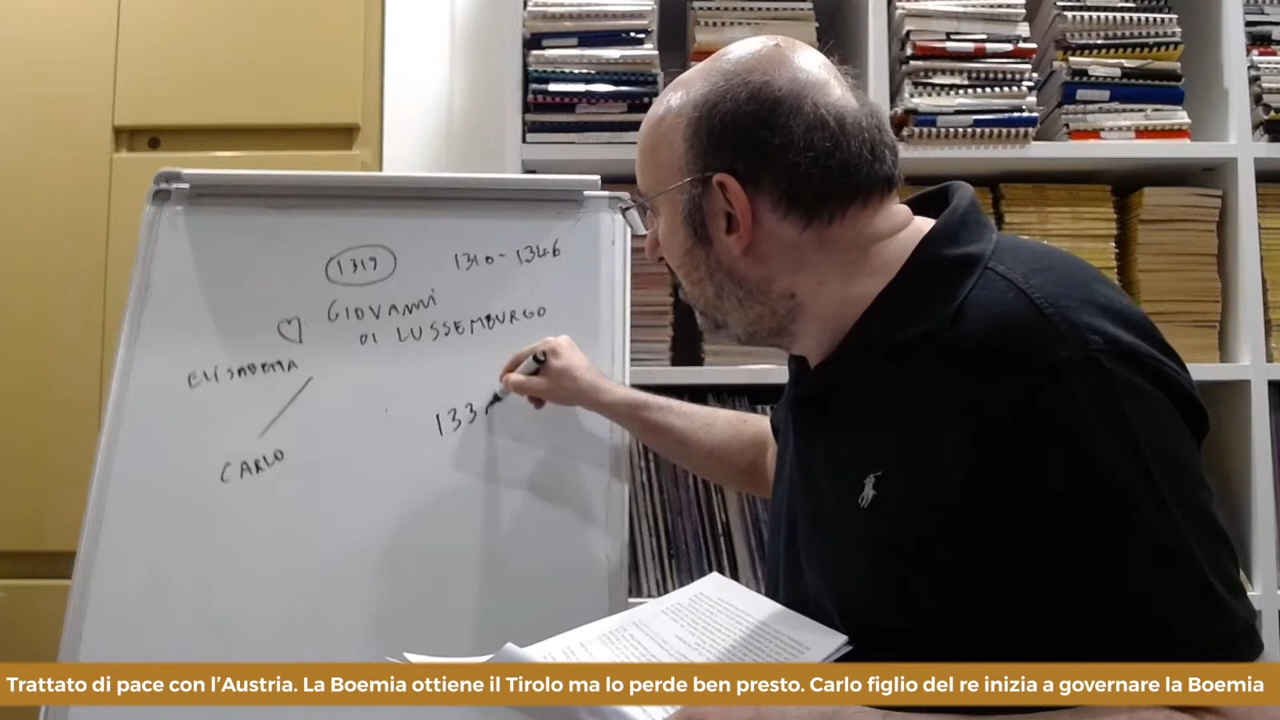 1319
1310-1346
GIOVANNI
DI LUSSEMBURGO
ELISABETTA
CARLO
133
Trattato di pace con l’Austria. La Boemia ottiene il Tirolo ma lo perde ben presto. Carlo figlio del re inizia a governare la Boemia